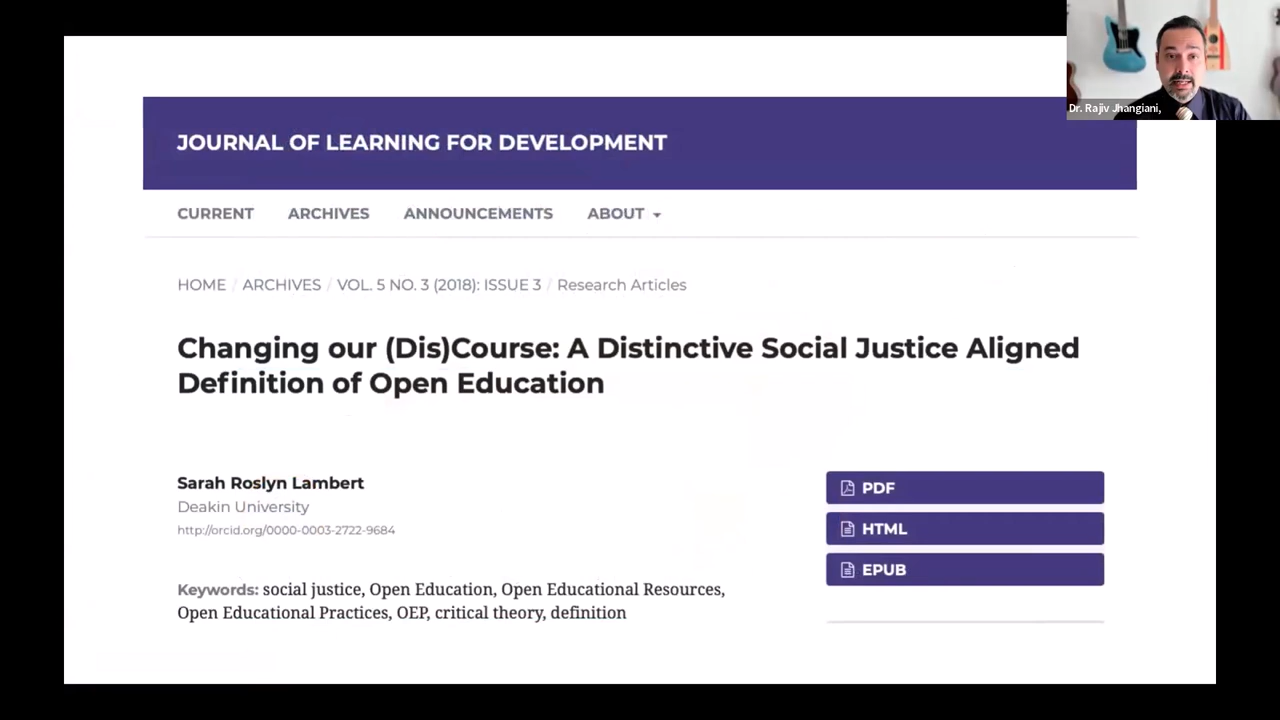 Dr. Rajiv Jhangiani,
JOURNAL OF LEARNING FOR DEVELOPMENT
CURRENT ARCHIVES ANNOUNCEMENTS ABOUT
HOME / ARCHIVES / VOL. 5 NO. 3 (2018): ISSUE 3 / Research Articles
Changing our (Dis)Course: A Distinctive Social Justice Aligned
Definition of Open Education
Sarah Roslyn Lambert
Deakin University
http://orcid.org/0000-0003-2722-9684
Keywords: social justice, Open Education, Open Educational Resources,
Open Educational Practices, OEP, critical theory, definition
PDF
HTML
EPUB